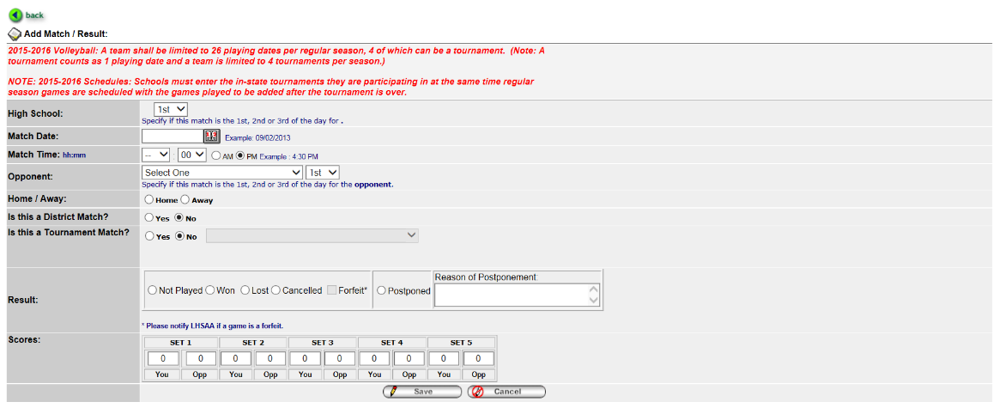 back
Add Match / Result:
2015-2016 Volleyball: A team shall be limited to 26 playing dates per regular season, 4 of which can be a tournament. (Note: A
tournament counts as 1 playing date and a team is limited to 4 tournaments per season.)
NOTE: 2015-2016 Schedules: Schools must enter the in-state tournaments they are participating in at the same time regular
season games are scheduled with the games played to be added after the tournament is over.
High School: 1st
Specify if this match is the 1st, 2nd or 3rd of the day for .
Match Date: Example: 09/02/2013
Match Time: hh:mm -- : 00 AM PM Example : 4:30 PM
Opponent: Select One 1st
Specify if this match is the 1st, 2nd or 3rd of the day for the opponent.
Home / Away: Home Away
Is this a District Match? Yes No
Is this a Tournament Match? Yes No
Result: Not Played Won Lost Cancelled Forfeit* Postponed
Reason of Postponement:
* Please notify LHSAA if a game is a forfeit.
Scores: SET 1 SET 2 SET 3 SET 4 SET 5
0 0 0 0 0 0 0 0 0 0
You Opp You Opp You Opp You Opp You Opp
Save Cancel